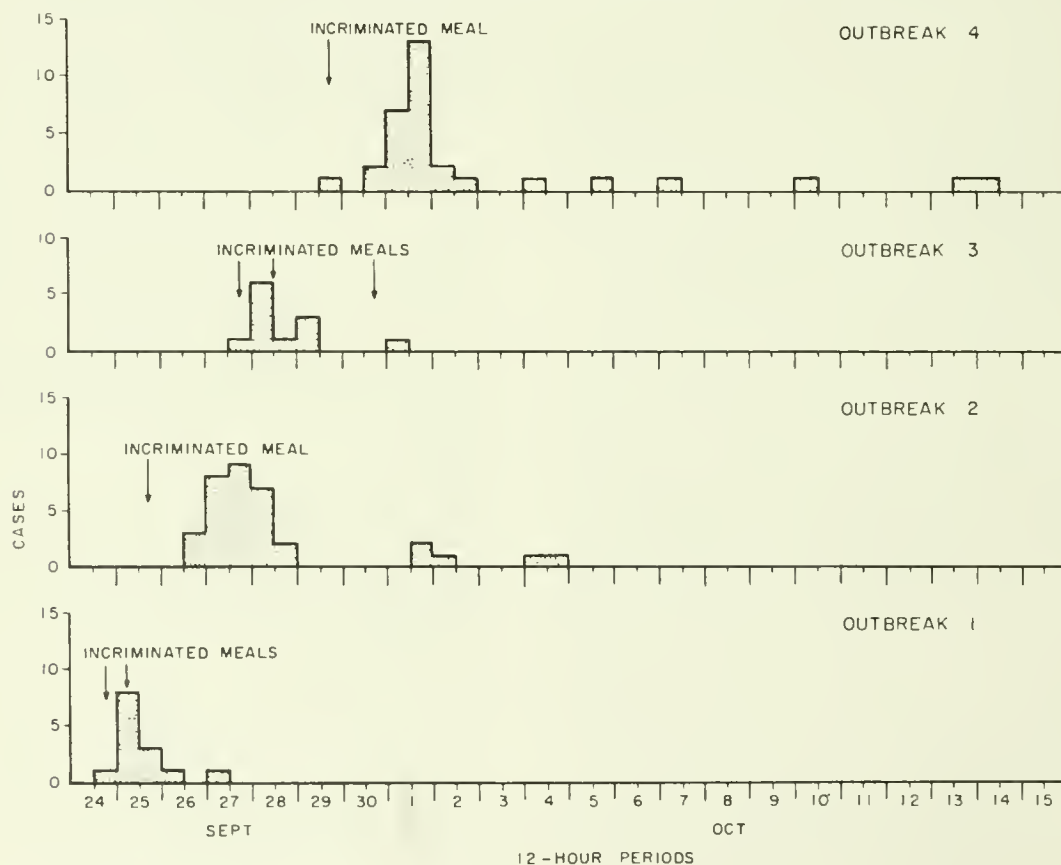 15
INCRIMINATED MEAL
OUTBREAK 4
10
5
0
10
INCRIMINATED MEALS
OUTBREAK 3
5
0
15
OUTBREAK 2
INCRIMINATED MEAL
10
5
0
CASES
15
OUTBREAK 1
INCRIMINATED MEALS
10
5
0
24 25 26 27 28 29 30 1 2 3 4 5 6 7 8 9 10 11 12 13 14 15
SEPT OCT
12-HOUR PERIODS